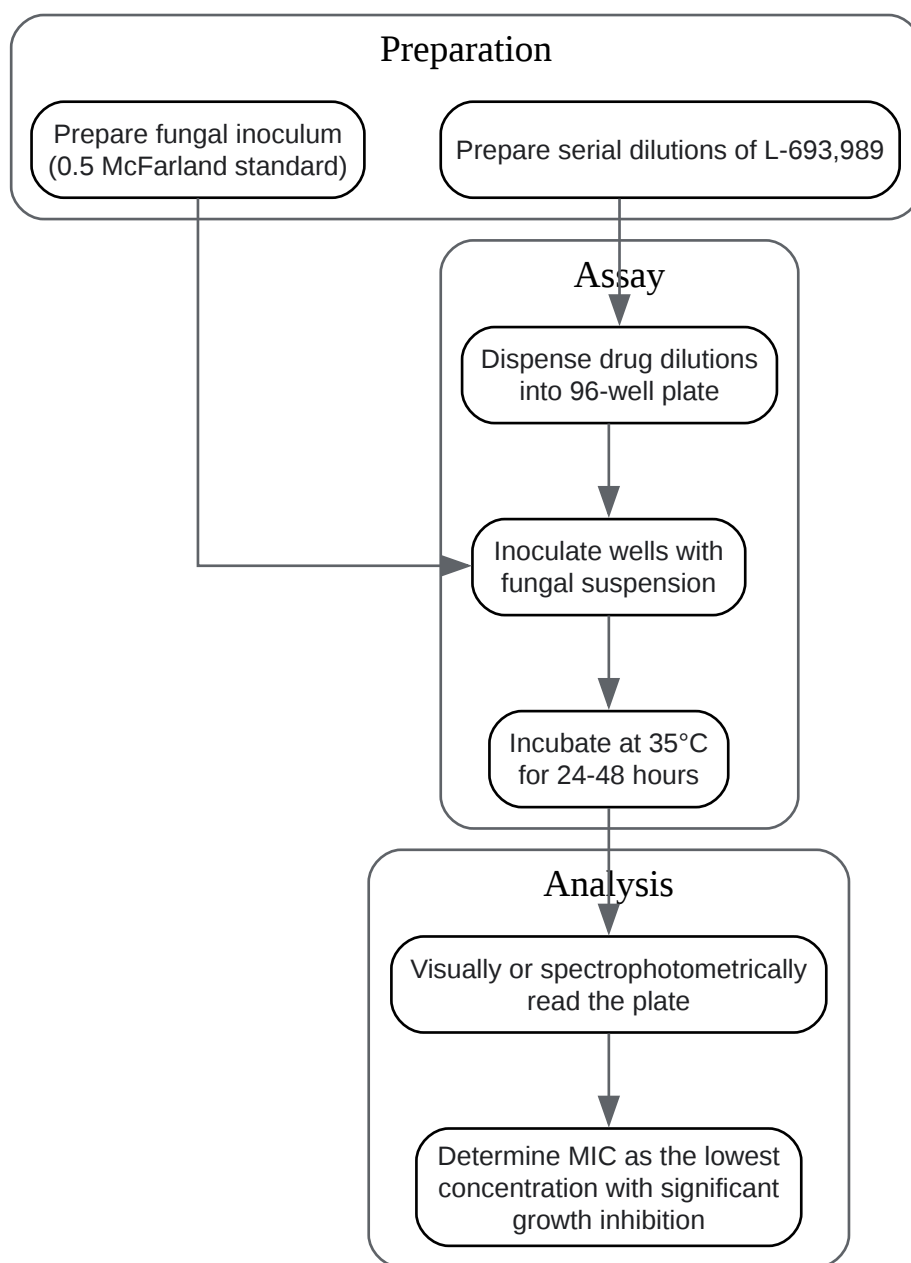 Preparation
Prepare fungal inoculum
(0.5 McFarland standard)
Prepare serial dilutions of L-693,989
Assay
Dispense drug dilutions
into 96-well plate
Inoculate wells with
fungal suspension
Incubate at 35°C
for 24-48 hours
Analysis
Visually or spectrophotometrically
read the plate
Determine MIC as the lowest
concentration with significant
growth inhibition